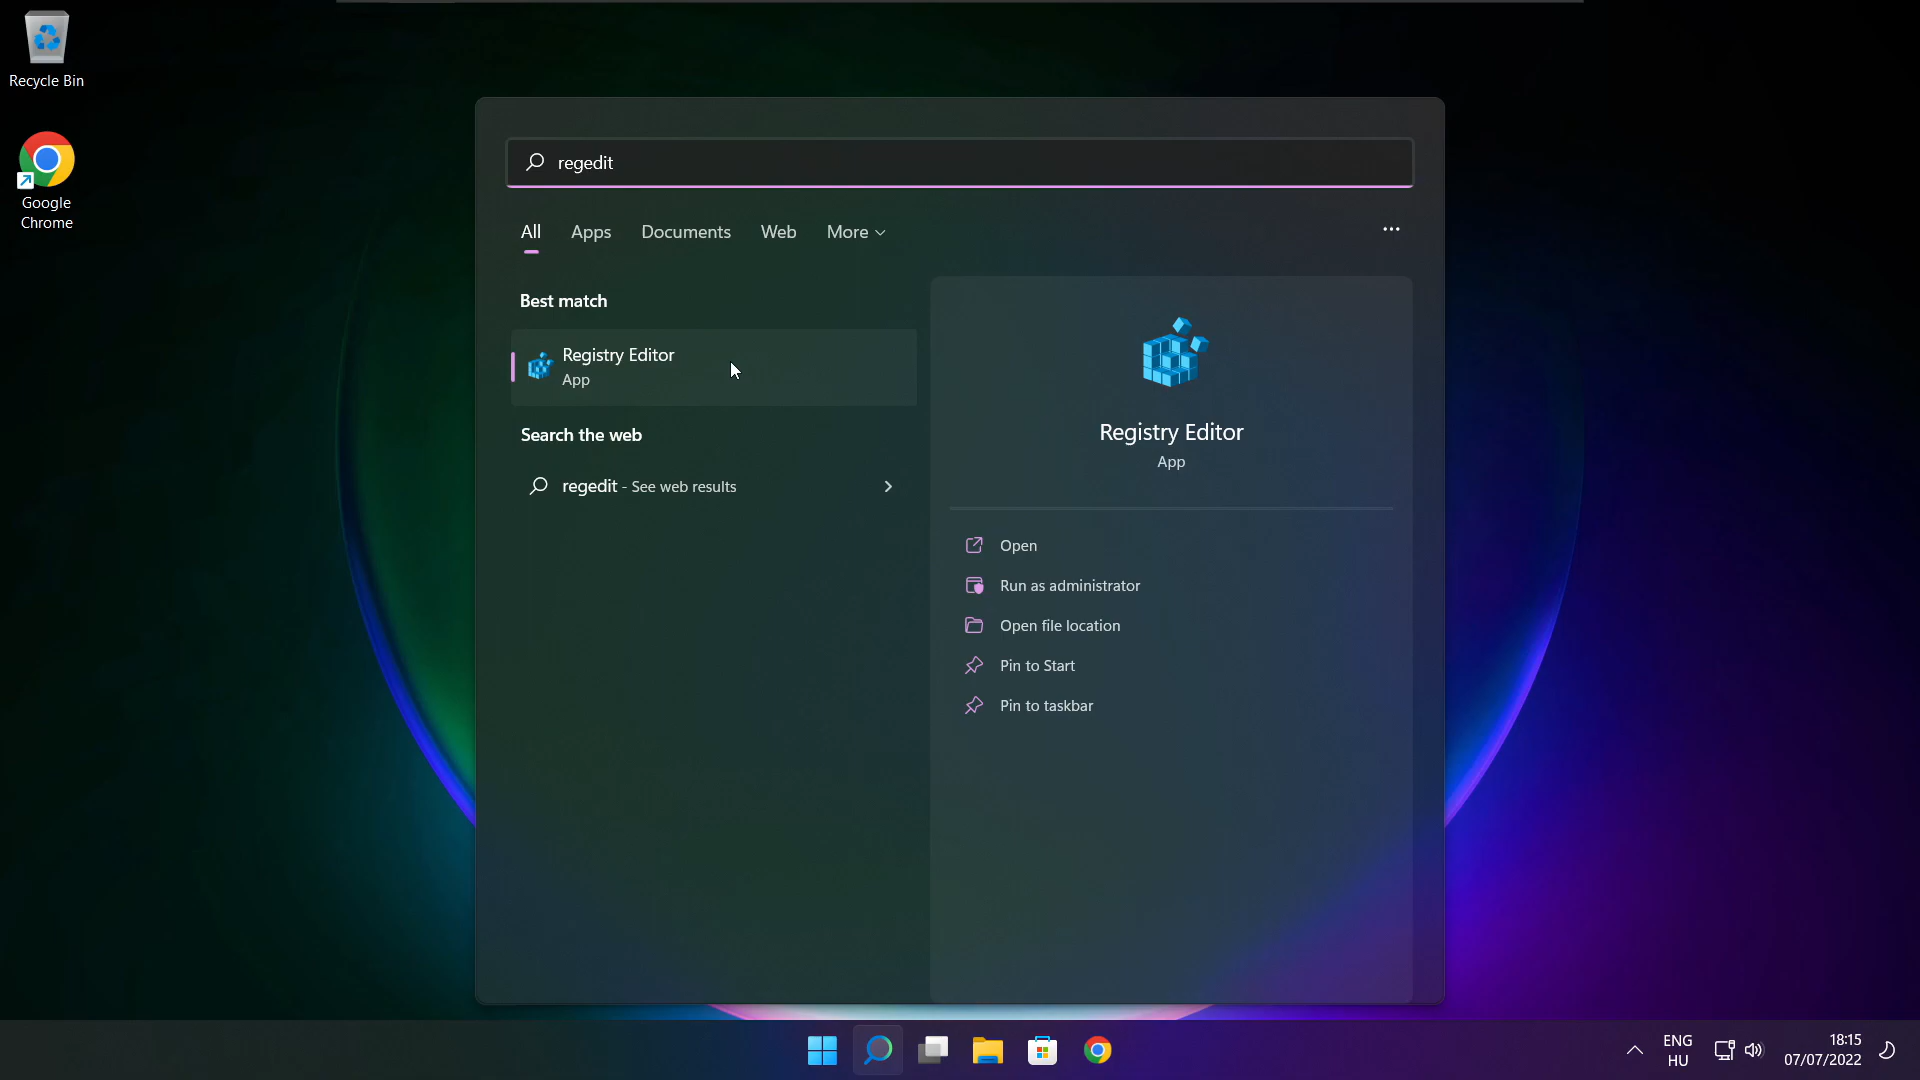 Recycle Bin
Google
Chrome
regedit
All Apps Documents Web More
Best match
Registry Editor
App
Search the web
regedit - See web results
Registry Editor
App
Open
Run as administrator
Open file location
Pin to Start
Pin to taskbar
ENG
HU
18:15
07/07/2022